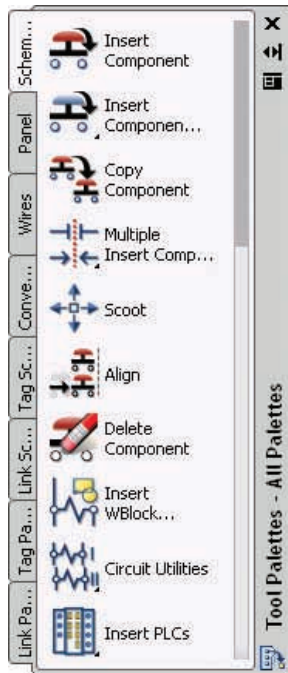 Schem...
Panel
Wires
Conve...
Tag Sc...
Link Sc...
Tag Pa...
Link Pa...
Insert
Component
Insert
Componen...
Copy
Component
Multiple
Insert Comp...
Scoot
Align
Delete
Component
Insert
WBlock...
Circuit Utilities
Insert PLCs
Tool Palettes - All Palettes